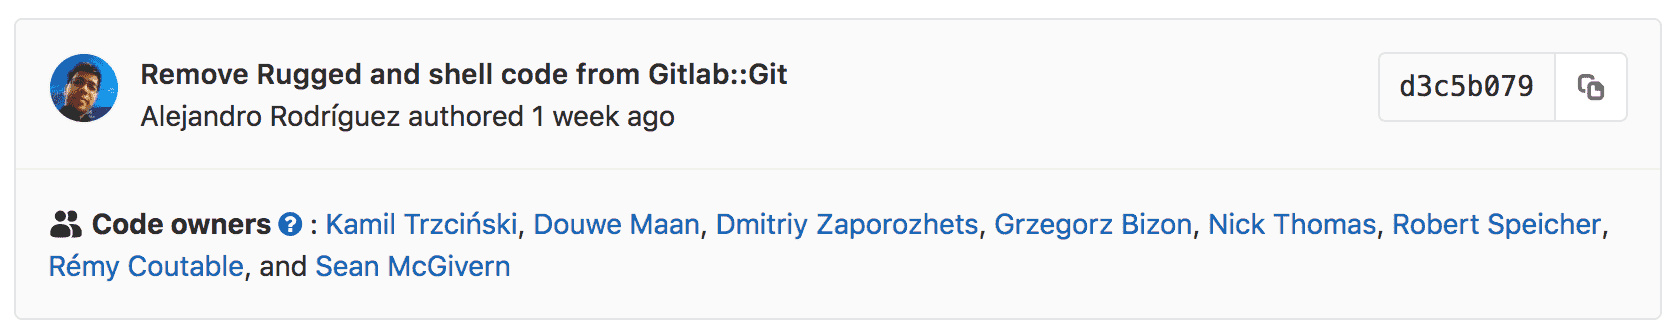 Remove Rugged and shell code from Gitlab::Git
Alejandro Rodríguez authored 1 week ago
d3c5b079
Code owners ? : Kamil Trzciński, Douwe Maan, Dmitriy Zaporozhets, Grzegorz Bizon, Nick Thomas, Robert Speicher,
Rémy Coutable, and Sean McGivern